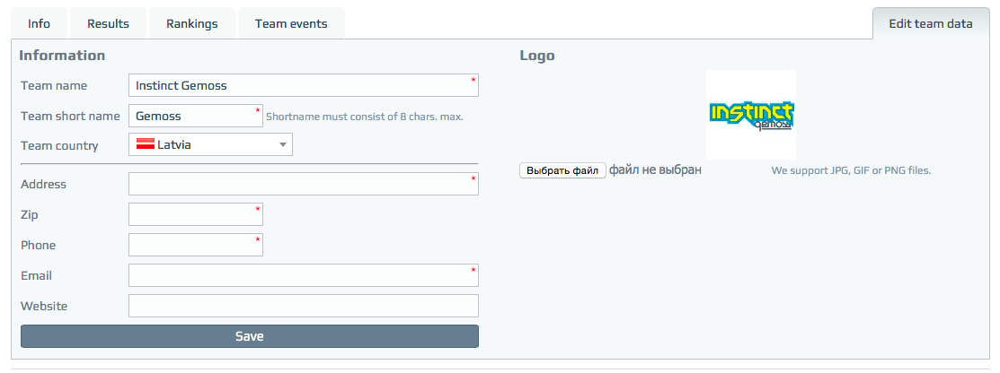 Info Results Rankings Team events Edit team data
Information
Team name Instinct Gemoss *
Team short name Gemoss * Shortname must consist of 8 chars. max.
Team country Latvia
Address *
Zip *
Phone *
Email *
Website
Save
Logo
instinct
gemoss
Выбрать файл файл не выбран We support JPG, GIF or PNG files.